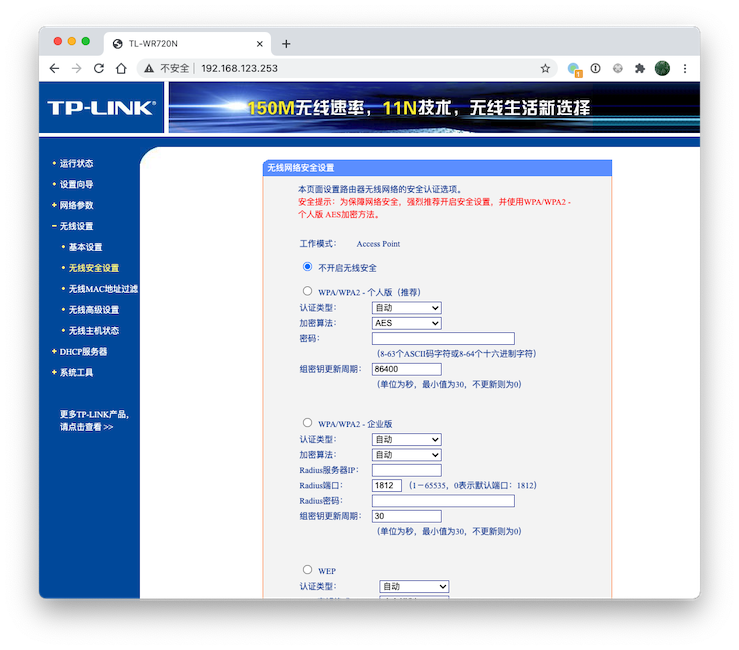 TL-WR720N
不安全 192.168.123.253
1
TP-LINK®
150M无线速率，11N技术，无线生活新选择
运行状态
设置向导
网络参数
无线设置
基本设置
无线安全设置
无线MAC地址过滤
无线高级设置
无线主机状态
DHCP服务器
系统工具
更多TP-LINK产品，
请点击查看 >>
无线网络安全设置
本页面设置路由器无线网络的安全认证选项。
安全提示：为保障网络安全，强烈推荐开启安全设置，并使用WPA/WPA2 -
个人版 AES加密方法。
工作模式： Access Point
不开启无线安全
WPA/WPA2 - 个人版（推荐）
认证类型： 自动
加密算法： AES
密码：
（8-63个ASCII码字符或8-64个十六进制字符）
组密钥更新周期： 86400
（单位为秒，最小值为30，不更新则为0）
WPA/WPA2 - 企业版
认证类型： 自动
加密算法： 自动
Radius服务器IP：
Radius端口： 1812 （1－65535，0表示默认端口：1812）
Radius密码：
组密钥更新周期： 30
（单位为秒，最小值为30，不更新则为0）
WEP
认证类型： 自动